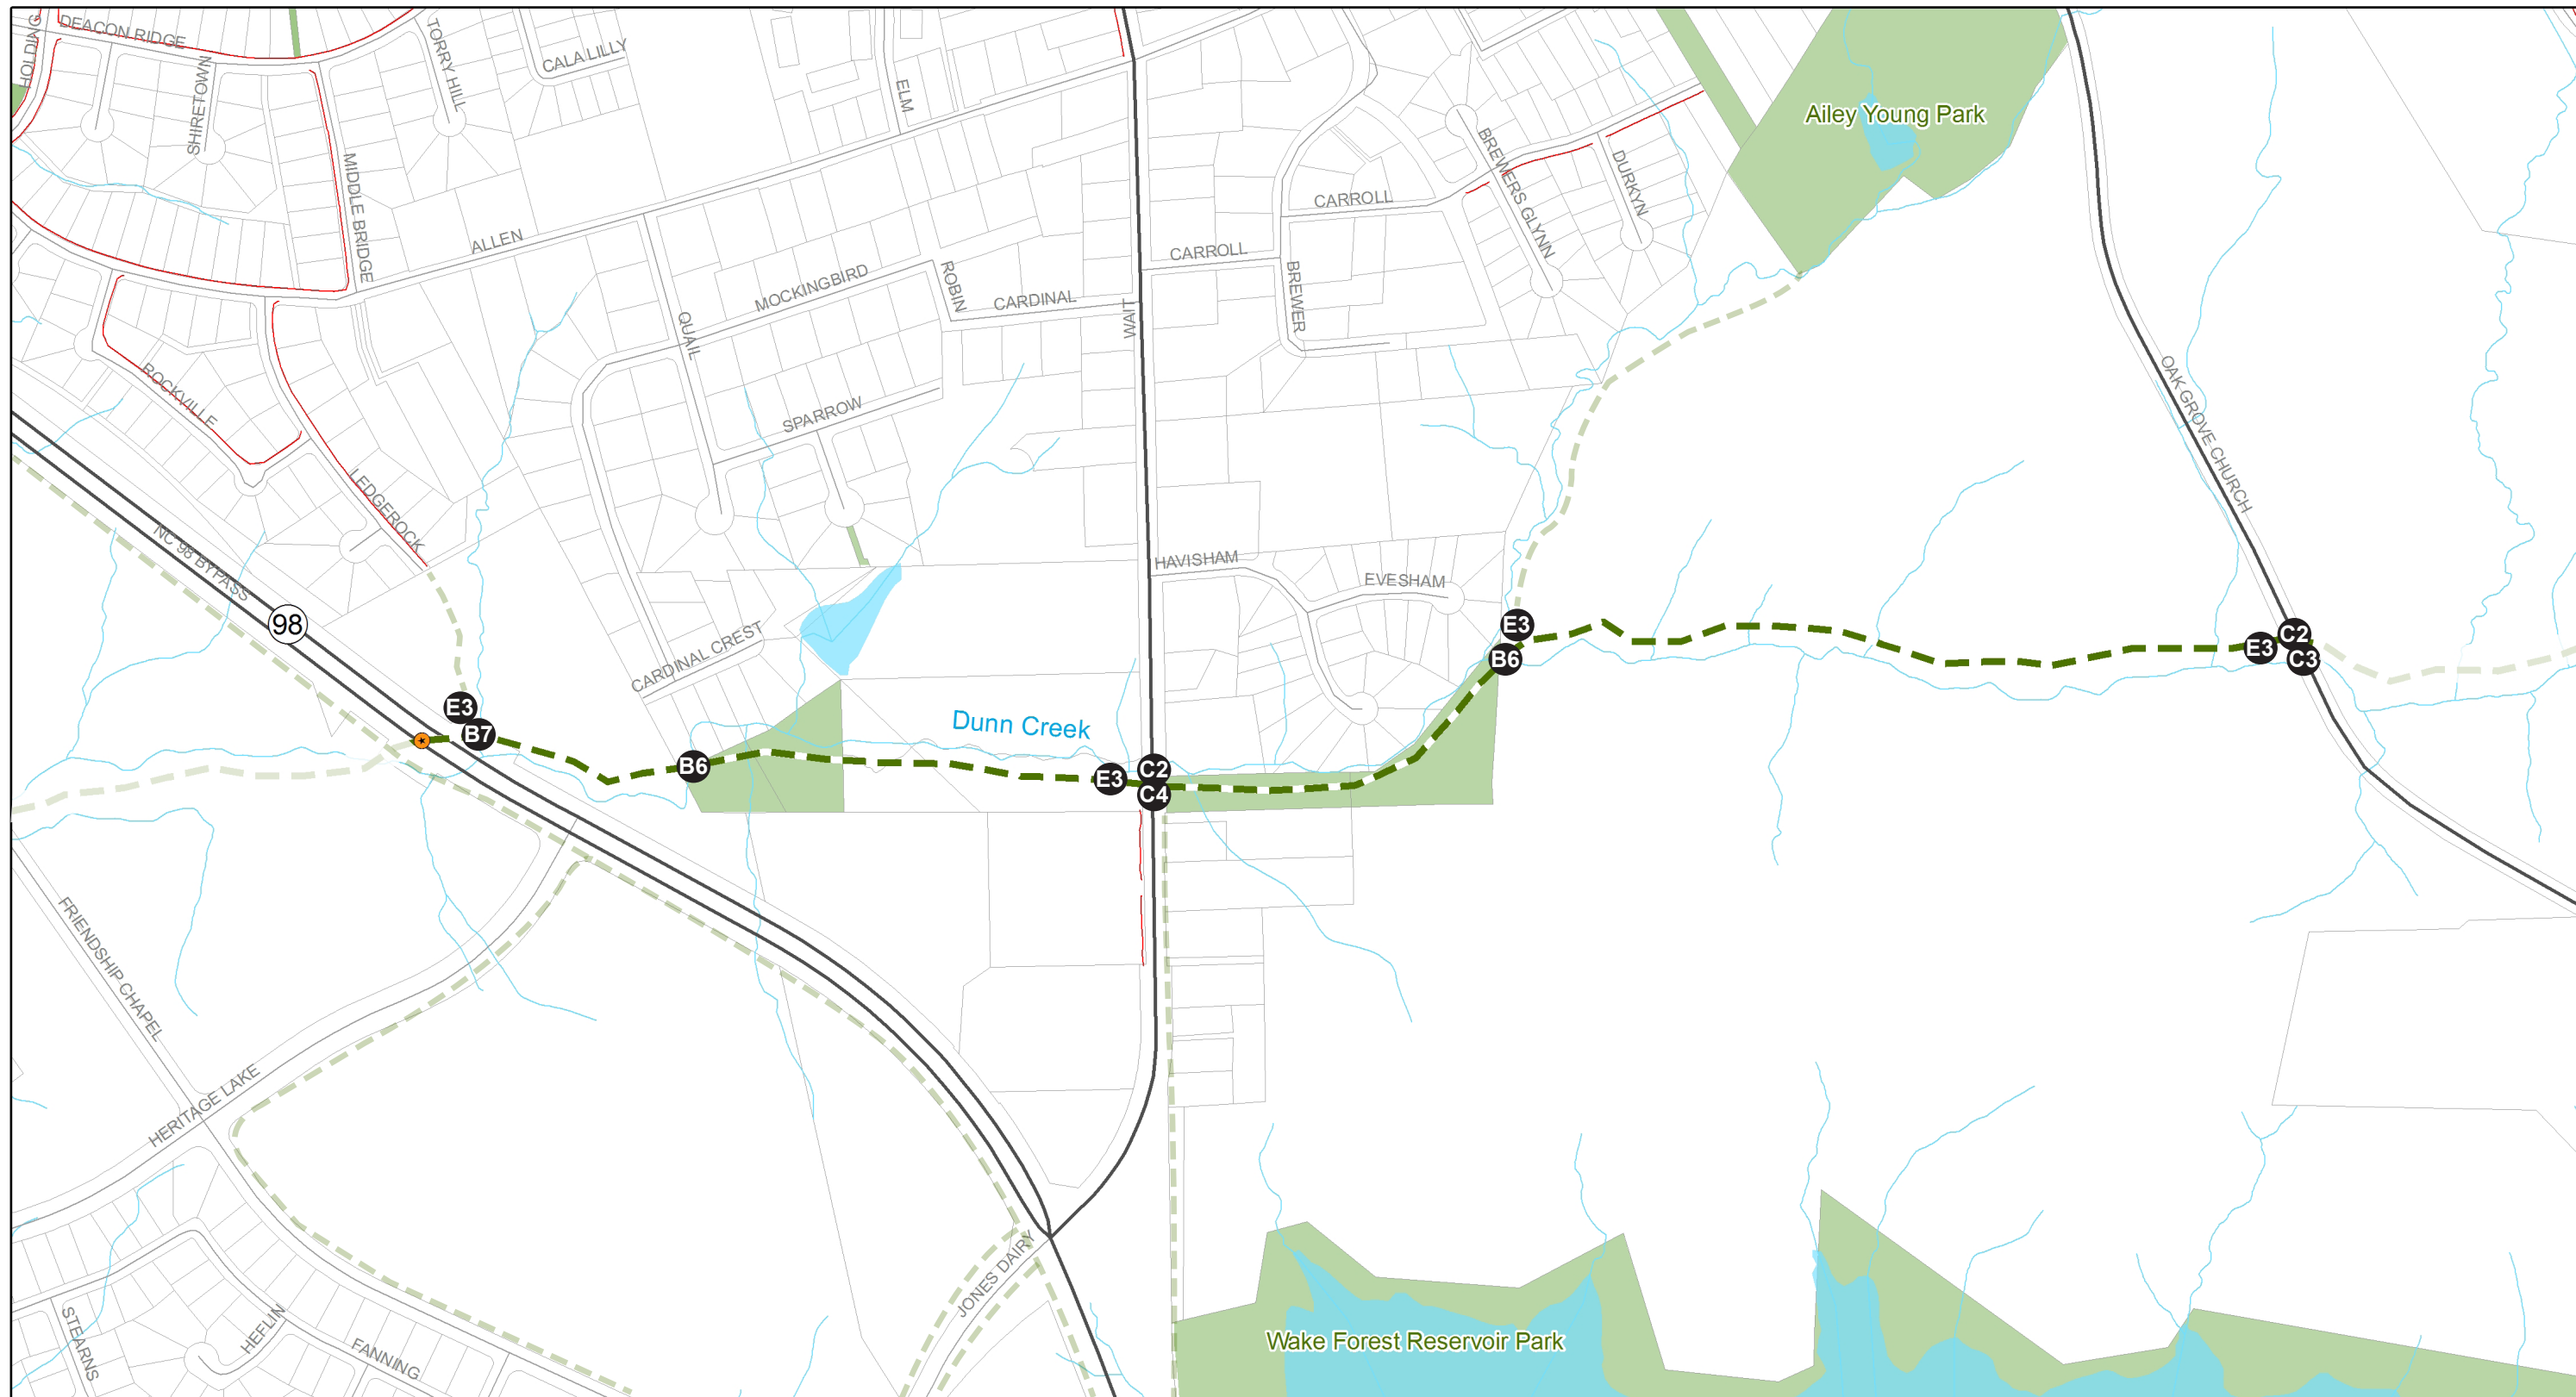 HOLDING
DEACON RIDGE
SHIRETOWN
TORRY HILL
CALA LILLY
ELM
MIDDLE BRIDGE
ALLEN
Ailey Young Park
BREWERS GLYNN
DURKYN
CARROLL
CARROLL
BREWER
MOCKINGBIRD
ROBIN
CARDINAL
WAIT
QUAIL
SPARROW
ROCKVILLE
LEDGEROCK
OAK GROVE CHURCH
NC 98 BYPASS
98
HAVISHAM
EVESHAM
CARDINAL CREST
E3
B6
E3
C2
C3
E3
B7
Dunn Creek
B6
E3
C2
C4
FRIENDSHIP CHAPEL
HERITAGE LAKE
JONES DAIRY
STEARNS
HEFLIN
FANNING
Wake Forest Reservoir Park